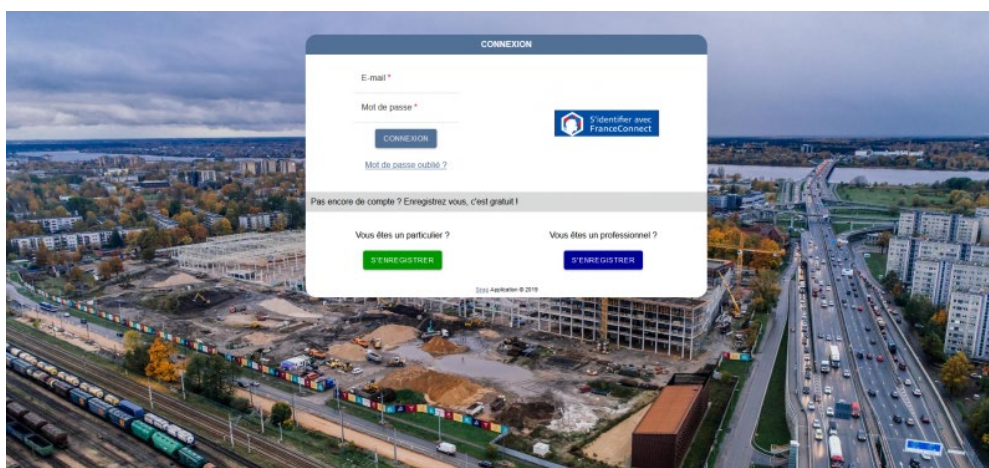 CONNEXION
E-mail *
Mot de passe *
CONNEXION
Mot de passe oublié ?
S'identifier avec
FranceConnect
Pas encore de compte ? Enregistrez vous, c'est gratuit !
Vous êtes un particulier ?
S'ENREGISTRER
Vous êtes un professionnel ?
S'ENREGISTRER
Application © 2019